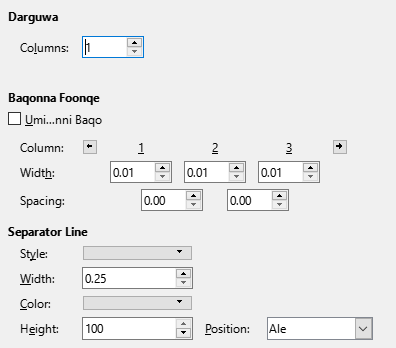 Darguwa
Columns: 1
Baqonna Foonqe
Umi...nni Baqo
Column: 1 2 3
Width: 0.01 0.01 0.01
Spacing: 0.00 0.00
Separator Line
Style:
Width: 0.25
Color:
Height: 100 Position: Ale